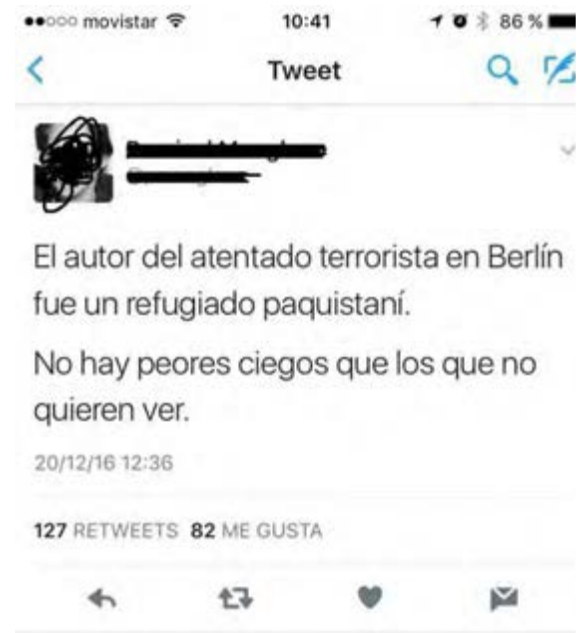 movistar 10:41 86 %
Tweet
El autor del atentado terrorista en Berlín
fue un refugiado paquistaní.
No hay peores ciegos que los que no
quieren ver.
20/12/16 12:36
127 RETWEETS 82 ME GUSTA